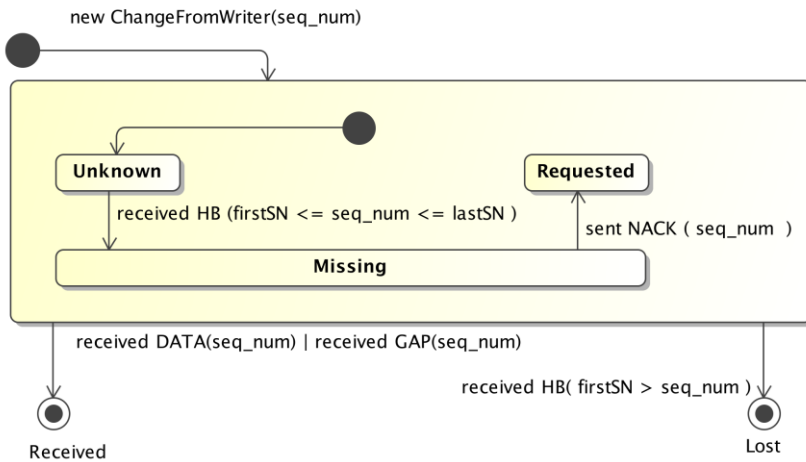 new ChangeFromWriter(seq_num)
Unknown
Requested
received HB (firstSN <= seq_num <= lastSN )
sent NACK ( seq_num  )
Missing
received DATA(seq_num) | received GAP(seq_num)
received HB( firstSN > seq_num )
Received
Lost